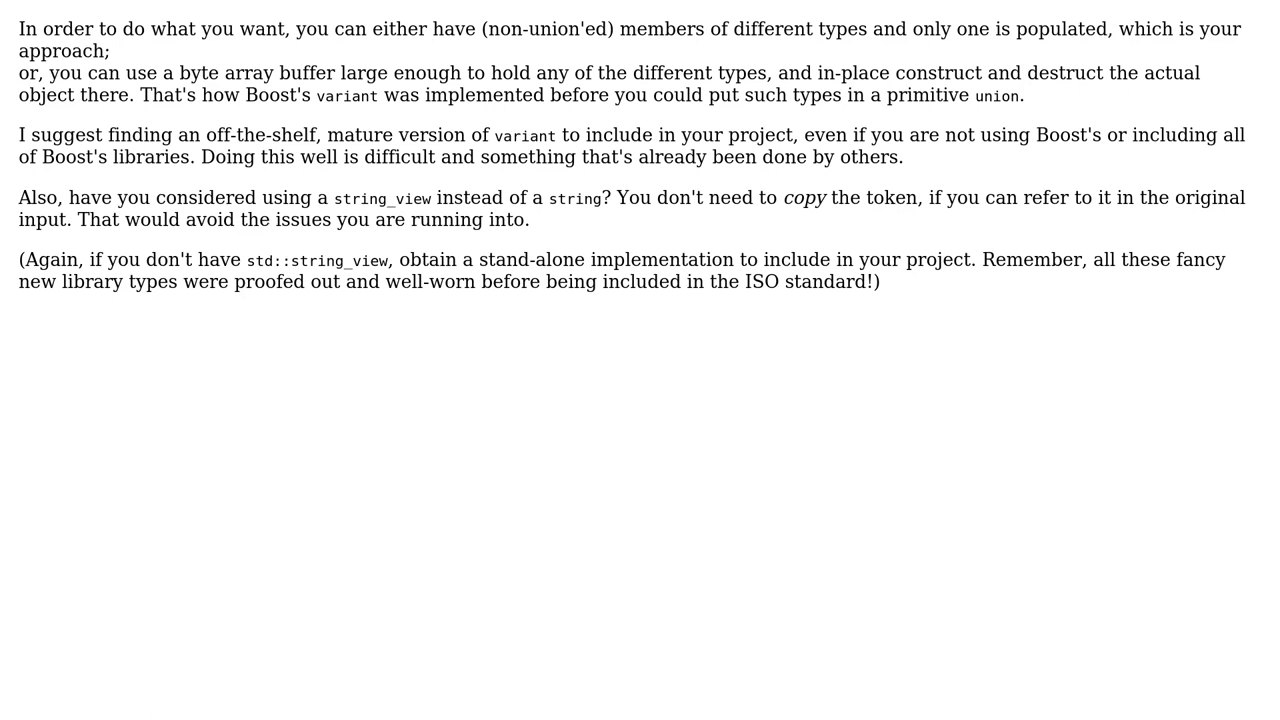 In order to do what you want, you can either have (non-union'ed) members of different types and only one is populated, which is your
approach;
or, you can use a byte array buffer large enough to hold any of the different types, and in-place construct and destruct the actual
object there. That's how Boost's variant was implemented before you could put such types in a primitive union.
I suggest finding an off-the-shelf, mature version of variant to include in your project, even if you are not using Boost's or including all
of Boost's libraries. Doing this well is difficult and something that's already been done by others.
Also, have you considered using a string_view instead of a string? You don't need to copy the token, if you can refer to it in the original
input. That would avoid the issues you are running into.
(Again, if you don't have std::string_view, obtain a stand-alone implementation to include in your project. Remember, all these fancy
new library types were proofed out and well-worn before being included in the ISO standard!)